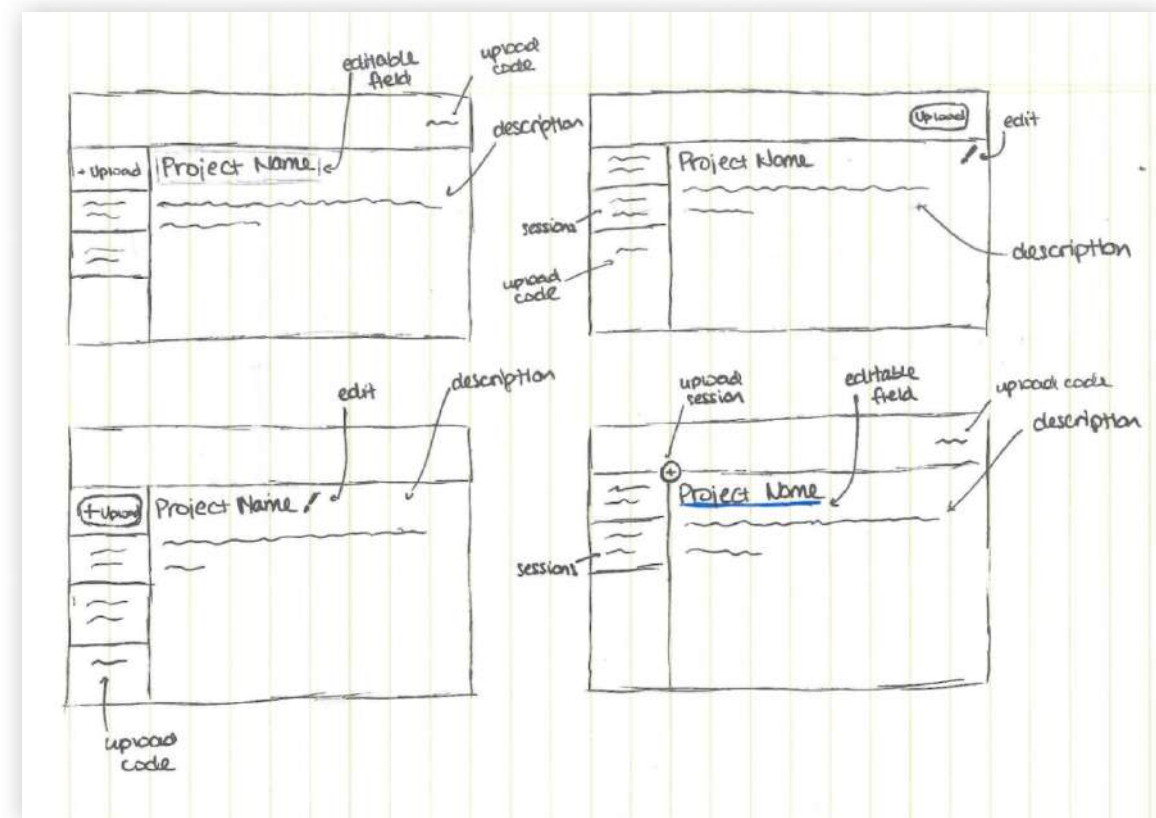 editable
field
upload
code
description
+ Upload
Project Name
Upload
edit
Project Name
sessions
upload
code
description
edit
description
+ Upload
Project Name
upload
code
upload
session
editable
field
upload code
description
+
Project Name
sessions